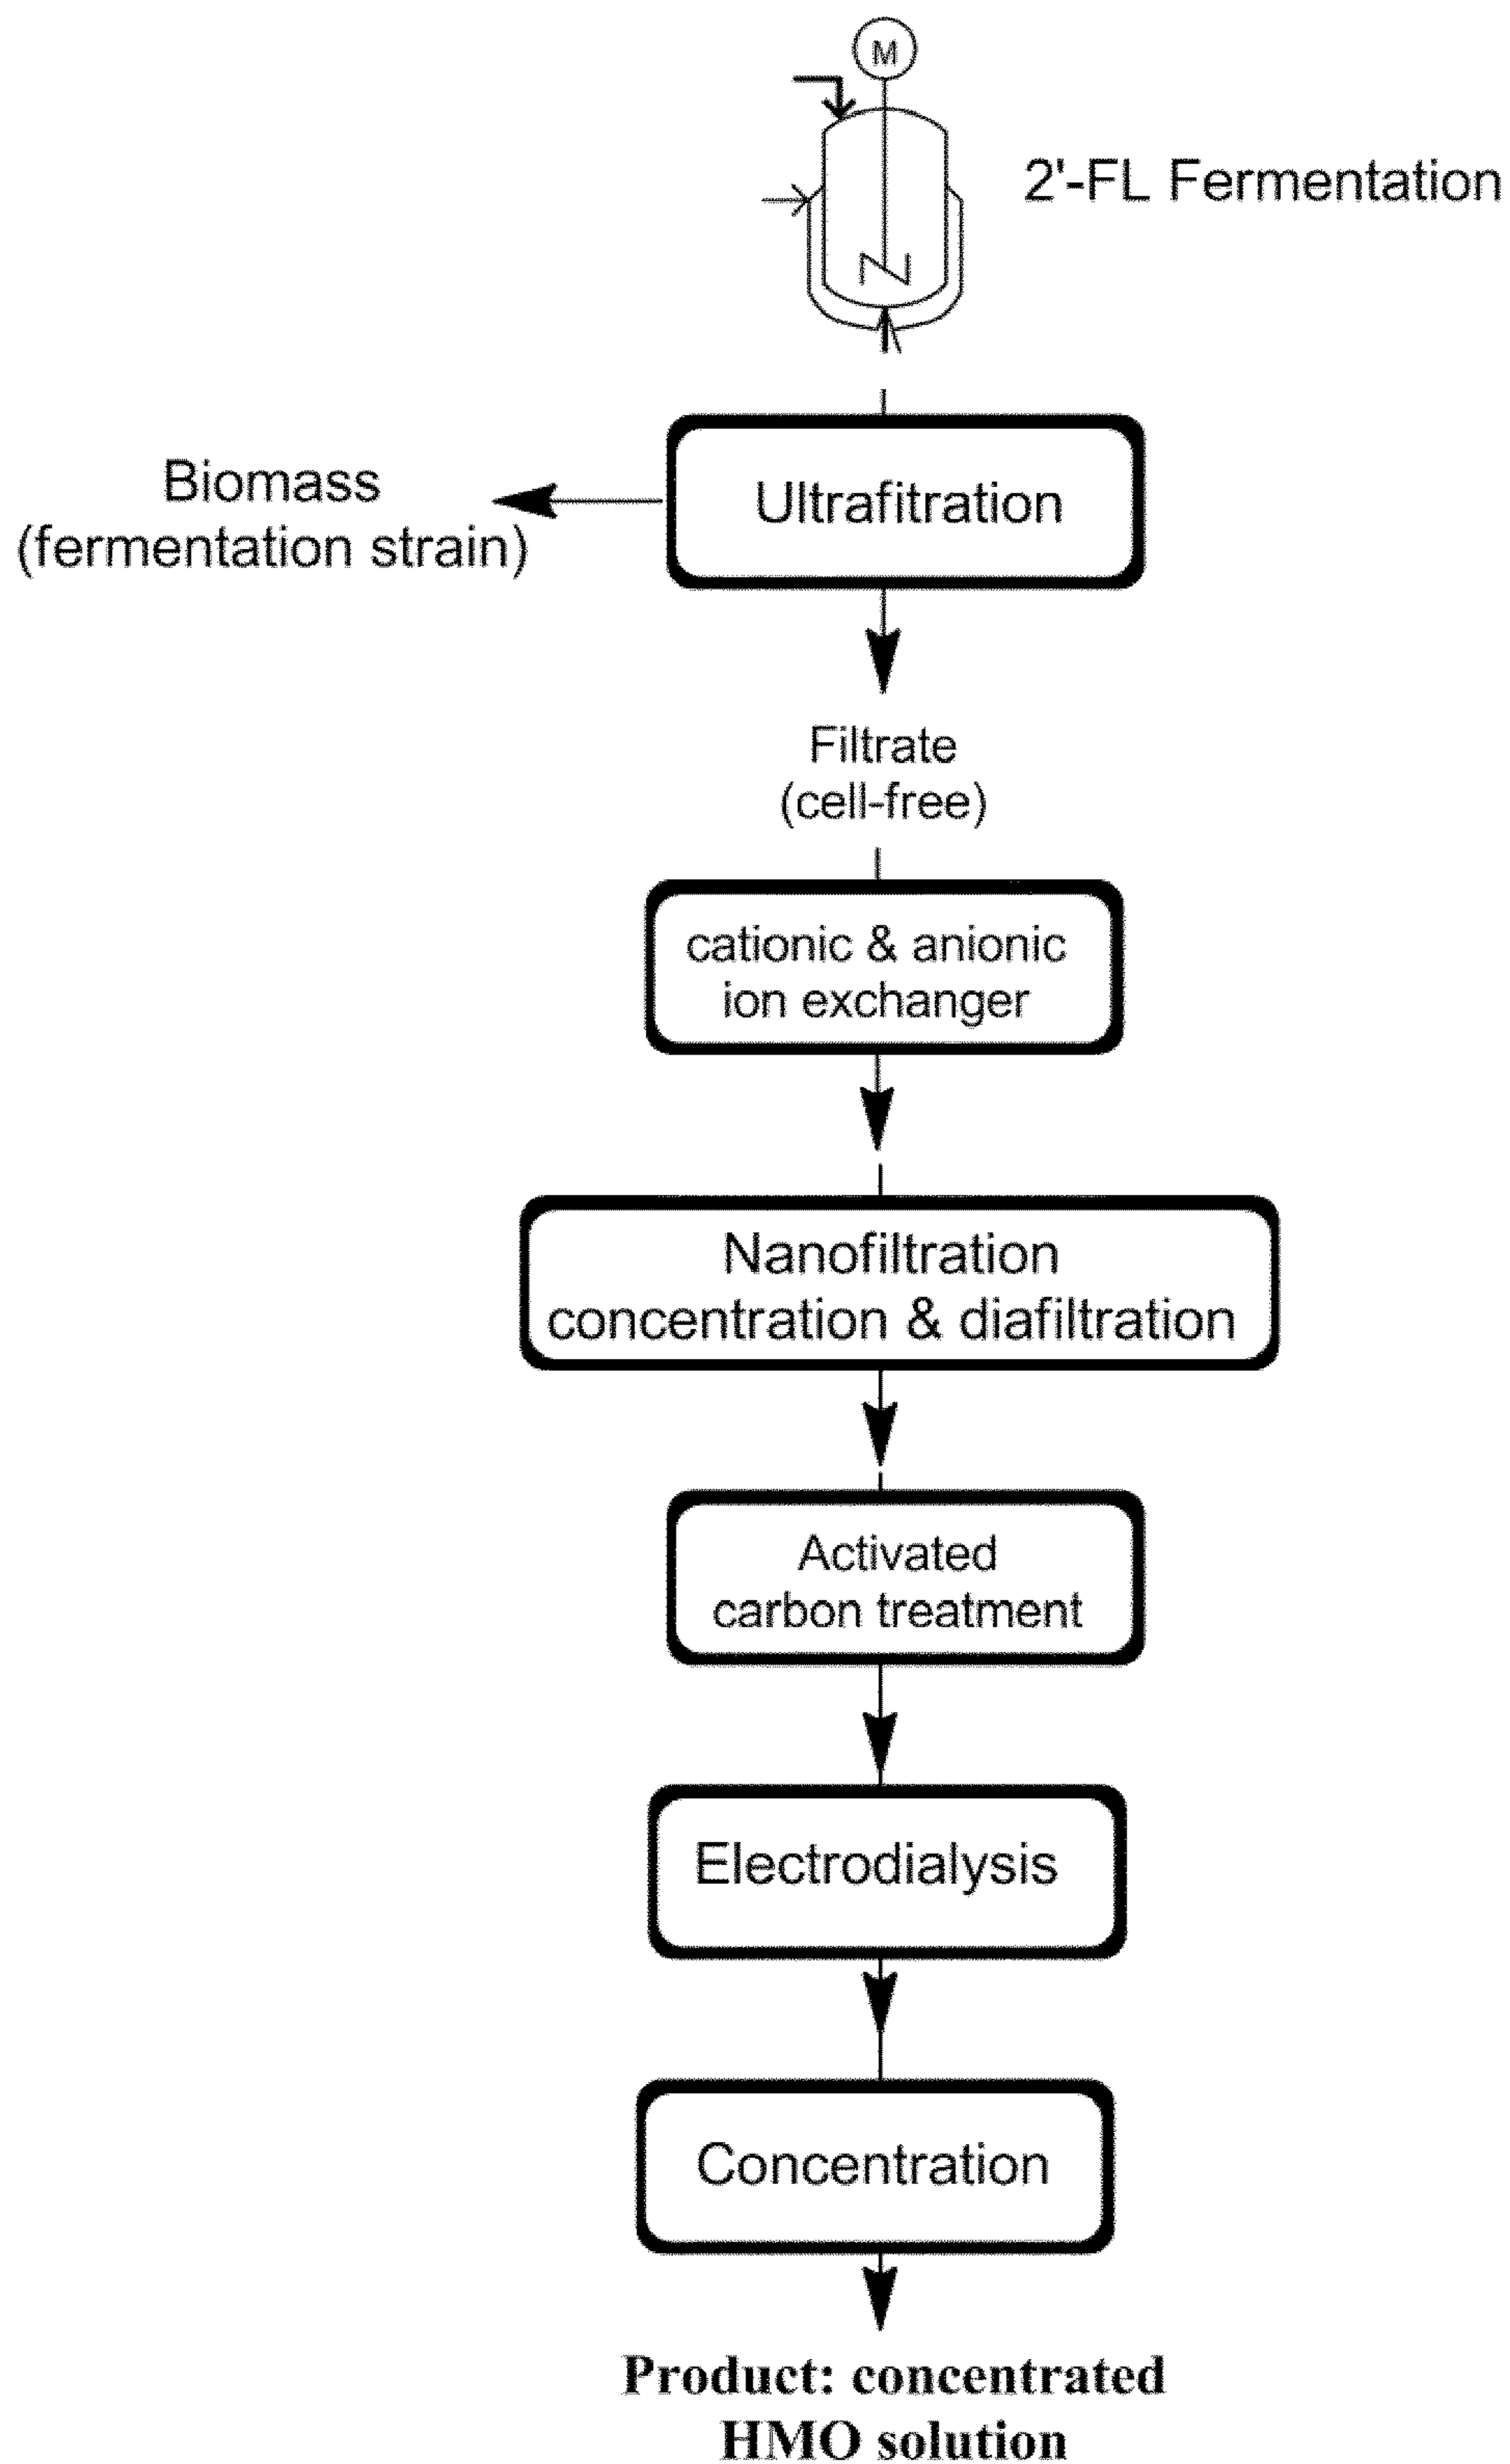 M
2'-FL Fermentation
Biomass
(fermentation strain)
Ultrafitration
Filtrate
(cell-free)
cationic & anionic
ion exchanger
Nanofiltration
concentration & diafiltration
Activated
carbon treatment
Electrodialysis
Concentration
Product: concentrated
HMO solution